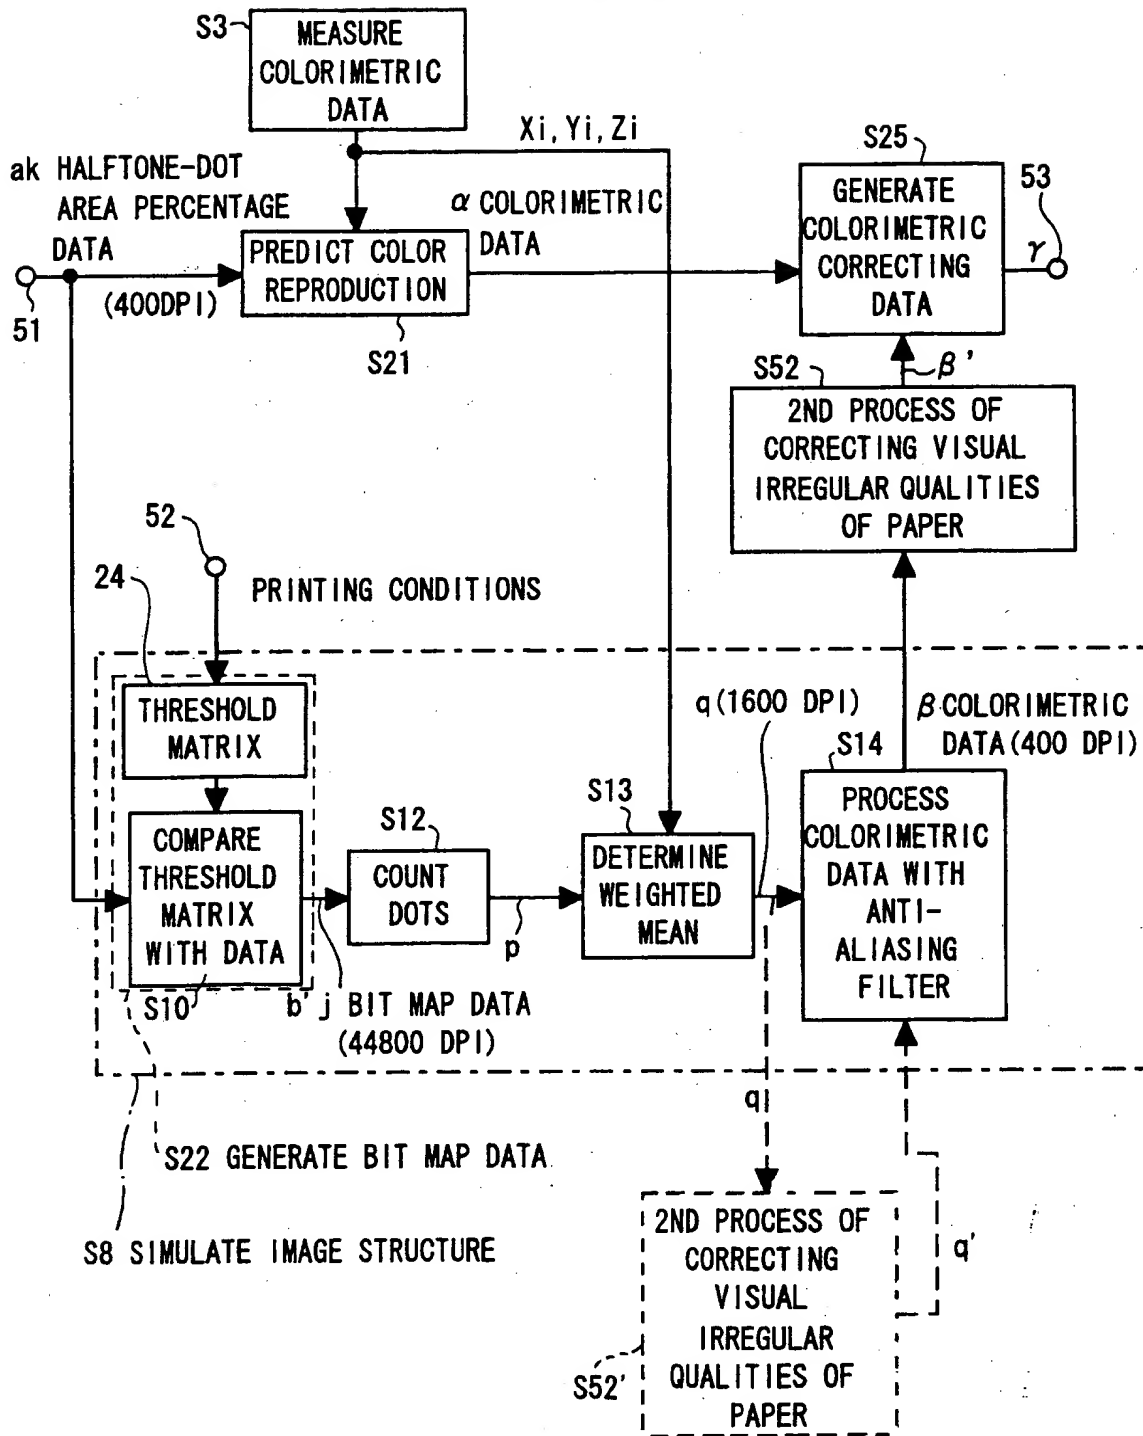 S3
MEASURE
COLORIMETRIC
DATA
Xi, Yi, Zi
ak HALFTONE-DOT
AREA PERCENTAGE
DATA
(400DPI)
51
PREDICT COLOR
REPRODUCTION
S21
α COLORIMETRIC
DATA
S25
GENERATE
COLORIMETRIC
CORRECTING
DATA
53
γ
β'
S52
2ND PROCESS OF
CORRECTING VISUAL
IRREGULAR QUALITIES
OF PAPER
52
PRINTING CONDITIONS
24
THRESHOLD
MATRIX
COMPARE
THRESHOLD
MATRIX
WITH DATA
S10
b'j BIT MAP DATA
(44800 DPI)
S12
COUNT
DOTS
p
S13
DETERMINE
WEIGHTED
MEAN
q(1600 DPI)
β COLORIMETRIC
DATA(400 DPI)
S14
PROCESS
COLORIMETRIC
DATA WITH
ANTI-
ALIASING
FILTER
q
S22 GENERATE BIT MAP DATA
S8 SIMULATE IMAGE STRUCTURE
2ND PROCESS OF
CORRECTING
VISUAL
IRREGULAR
QUALITIES OF
PAPER
S52'
q'